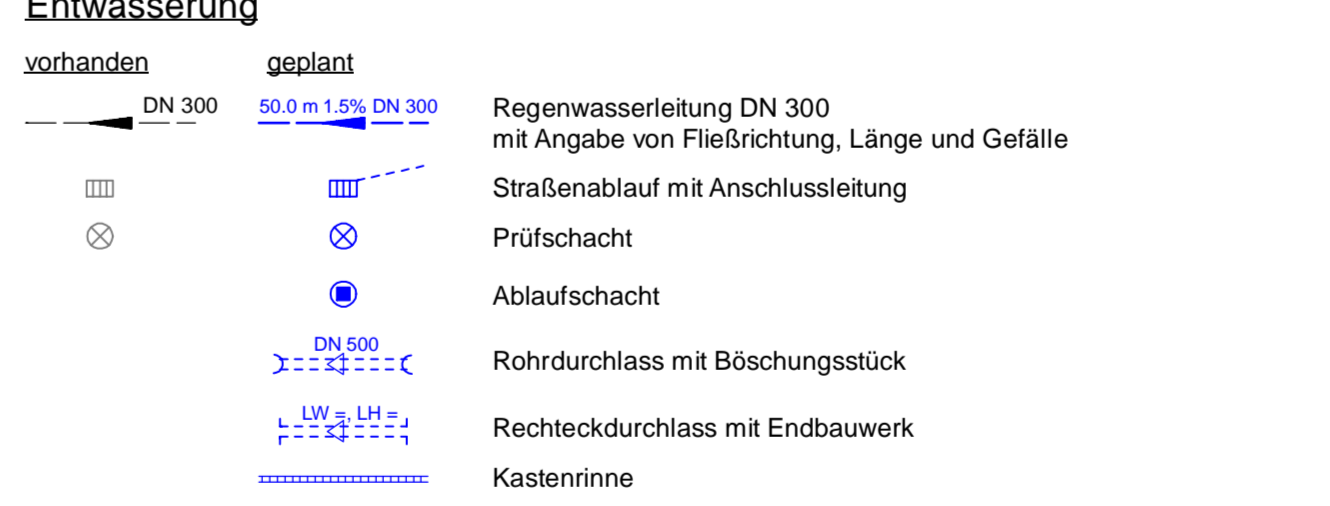 Entwässerung
vorhanden geplant
DN 300 50.0 m 1.5% DN 300 Regenwasserleitung DN 300
mit Angabe von Fließrichtung, Länge und Gefälle
Straßenablauf mit Anschlussleitung
Prüfschacht
Ablaufschacht
DN 500
Rohrdurchlass mit Böschungsstück
LW =, LH =
Rechteckdurchlass mit Endbauwerk
Kastenrinne